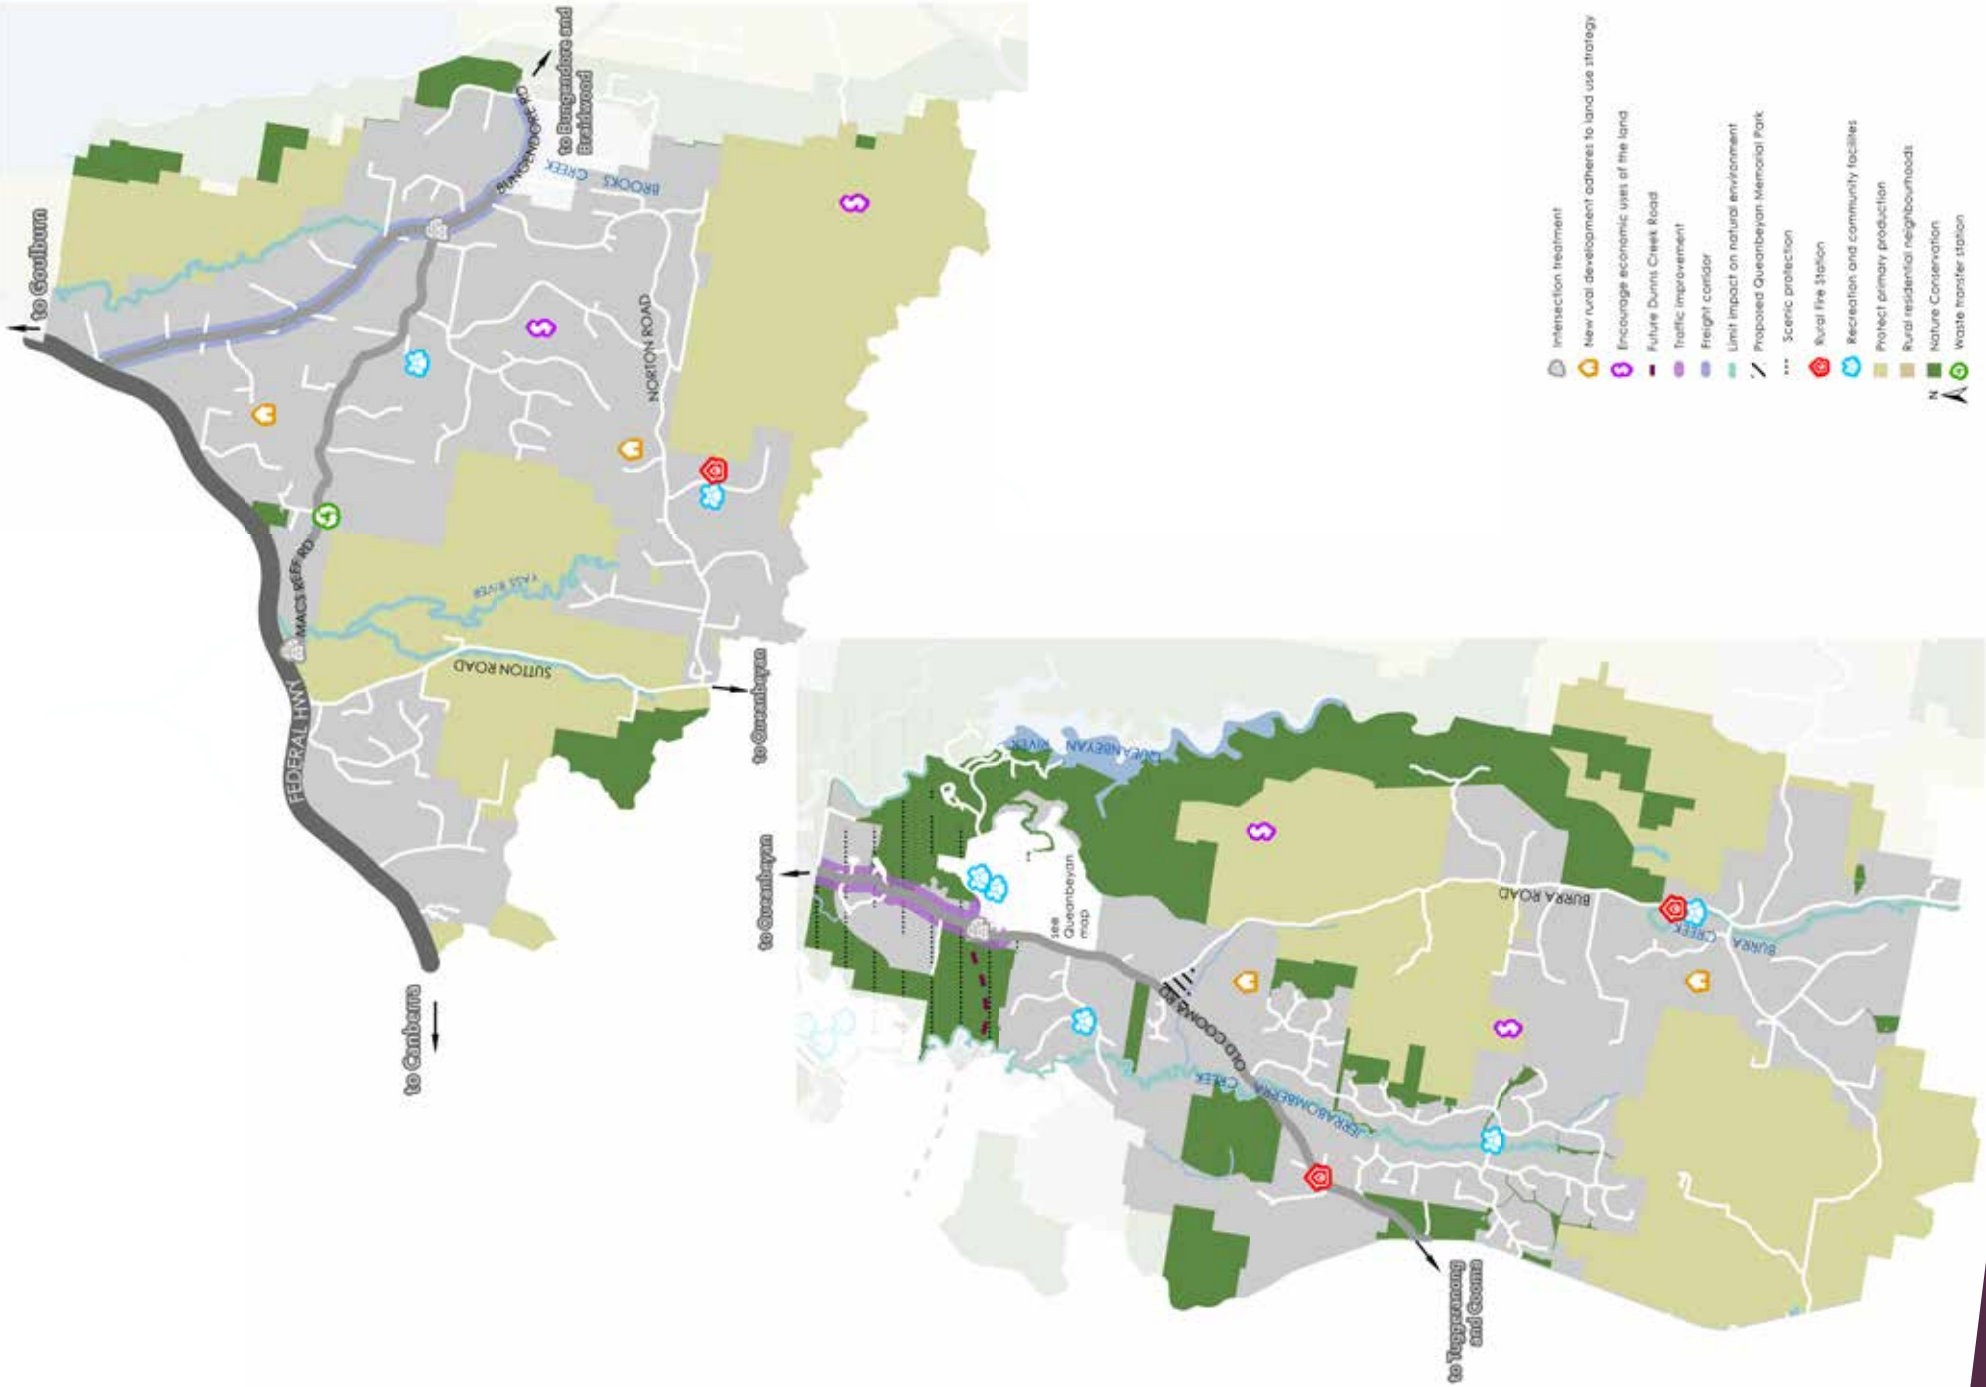 to Goulburn
to Bungendore and
Braidwood
BUNGENDORE RD
BROOKS CREEK
NORTON ROAD
MACS REEF RD
YASS RIVER
SUTTON ROAD
FEDERAL HWY
to Queanbeyan
to Canberra
to Queanbeyan
QUEANBEYAN RIVER
see
Queanbeyan
map
BURRA ROAD
BURRA CREEK
OLD COOMA RD
JERRABOMBERRA CREEK
to Tuggeranong
and Cooma
Intersection treatment
New rural development adheres to land use strategy
Encourage economic uses of the land
Future Dunns Creek Road
Traffic improvement
Freight corridor
Limit impact on natural environment
Proposed Queanbeyan Memorial Park
Scenic protection
Rural Fire Station
Recreation and community facilites
Protect primary production
Rural residential neighbourhoods
Nature Conservation
Waste transfer station
N